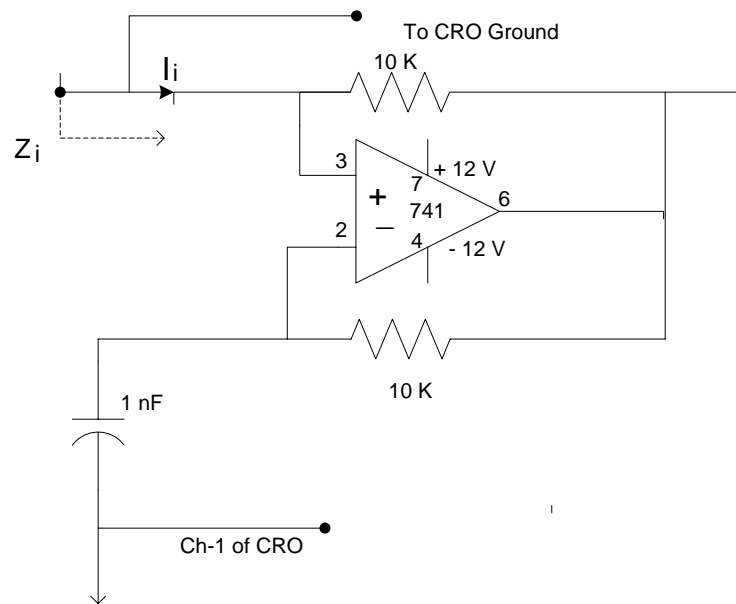 To CRO Ground
10 K
Ii
Zi
3
7
+ 12 V
+
741
6
2
−
4
- 12 V
10 K
1 nF
Ch-1 of CRO